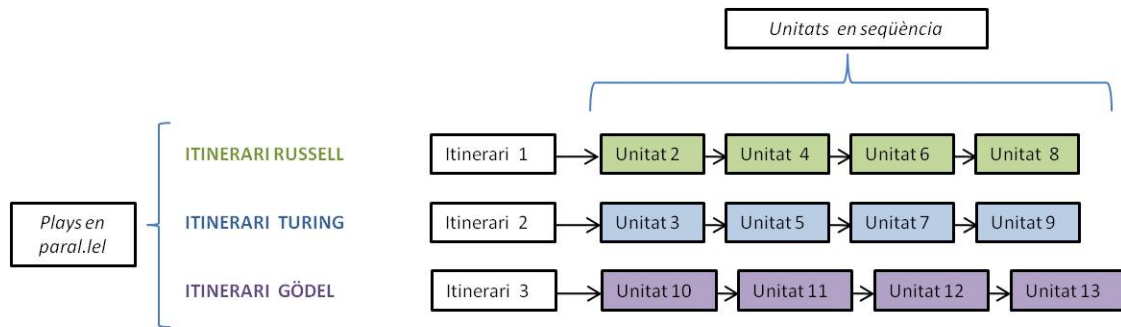 Unitats en seqüència
ITINERARI RUSSELL
Itinerari 1
Unitat 2
Unitat 4
Unitat 6
Unitat 8
Plays en
paral.lel
ITINERARI TURING
Itinerari 2
Unitat 3
Unitat 5
Unitat 7
Unitat 9
ITINERARI GÖDEL
Itinerari 3
Unitat 10
Unitat 11
Unitat 12
Unitat 13